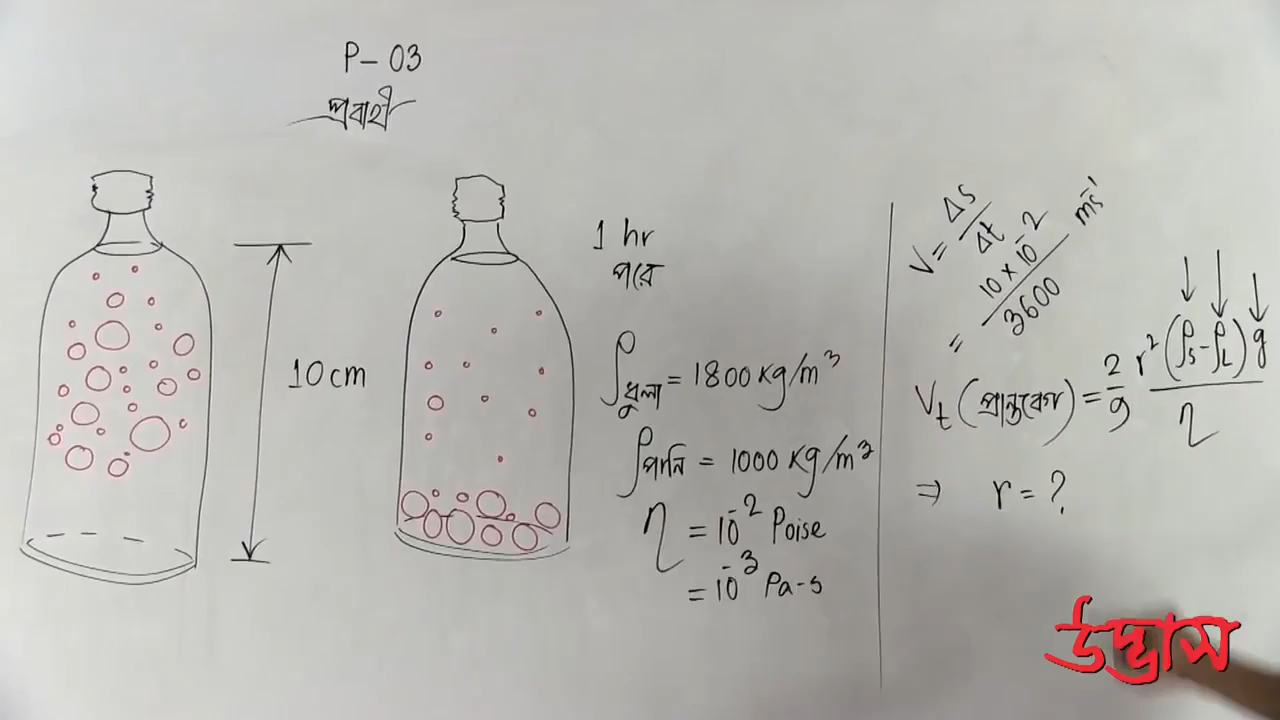 P - 03
প্রবাহী
10 cm
1 hr
পরে
ρধুলা = 1800 kg/m³
ρপানি = 1000 kg/m³
η = 10⁻² Poise
= 10⁻³ Pa-s
V = Δs/Δt
= 10 × 10⁻²/3600 ms⁻¹
Vt (প্রান্তবেগ) = 2/9 r² (ρs - ρL) g/η
⇒ r = ?
উদ্ভাস